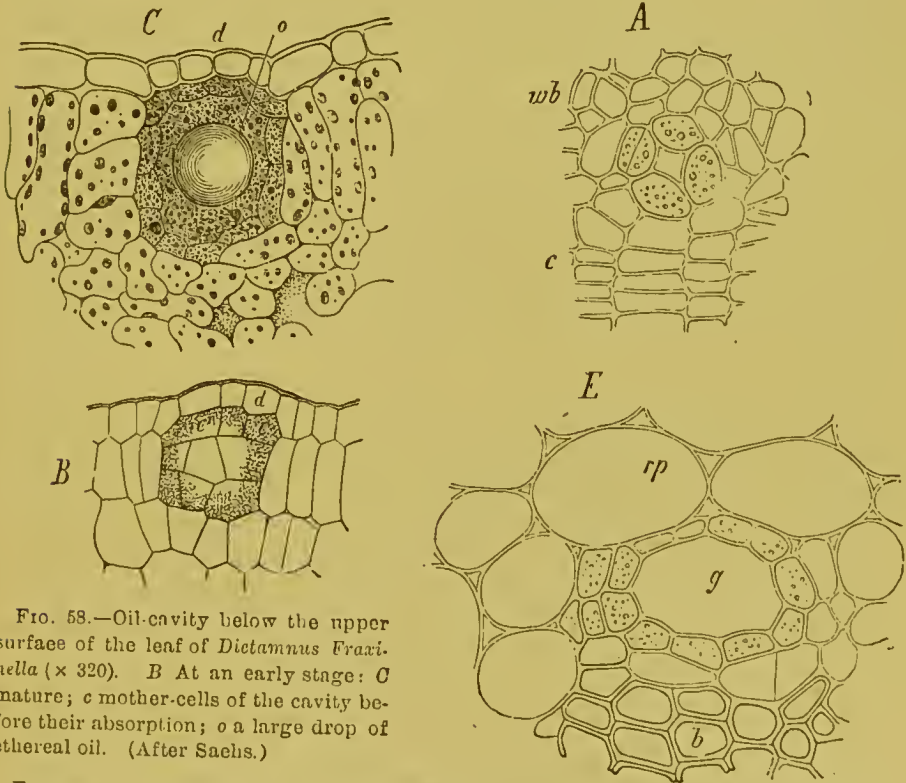 C
d
o
A
wb
c
c
d
B
E
rp
g
b
FIG. 58.—Oil-cavity below the upper
surface of the leaf of Dictamnus Fraxi-
nella (× 320). B At an early stage: C
mature; c mother-cells of the cavity be-
fore their absorption; o a large drop of
ethereal oil. (After Sachs.)